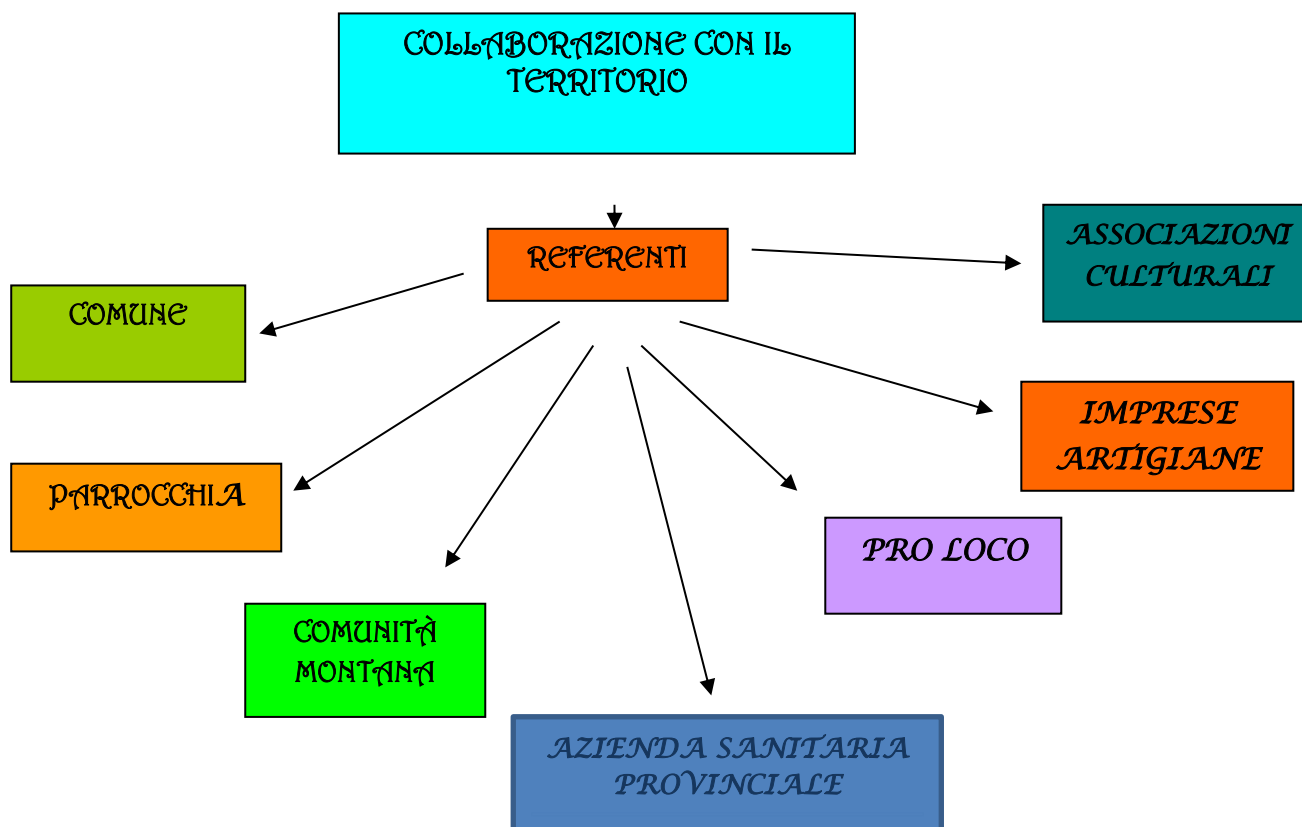 COLLABORAZIONE CON IL
TERRITORIO
REFERENTI
ASSOCIAZIONI
CULTURALI
COMUNE
IMPRESE
ARTIGIANE
PARROCCHIA
PRO LOCO
COMUNITÀ
MONTANA
AZIENDA SANITARIA
PROVINCIALE